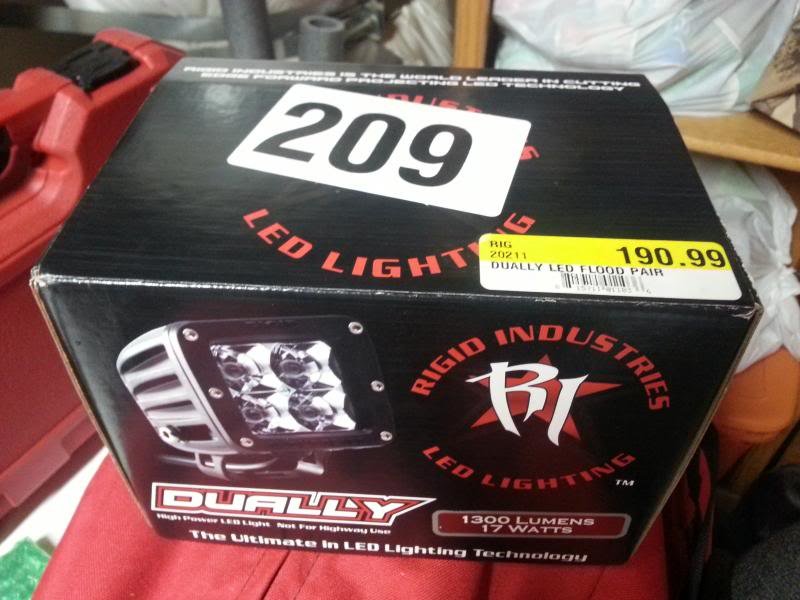 RIGID INDUSTRIES IS THE WORLD LEADER IN CUTTING
EDGE FORWARD PROJECTING LED TECHNOLOGY
209
LED LIGHTING
RIG
20211
190.99
DUALLY LED FLOOD PAIR
RIGID INDUSTRIES
RI
LED LIGHTING
TM
DUALLY
High Power LED Light Not For Highway Use
1300 LUMENS
17 WATTS
The Ultimate in LED Lighting Technology